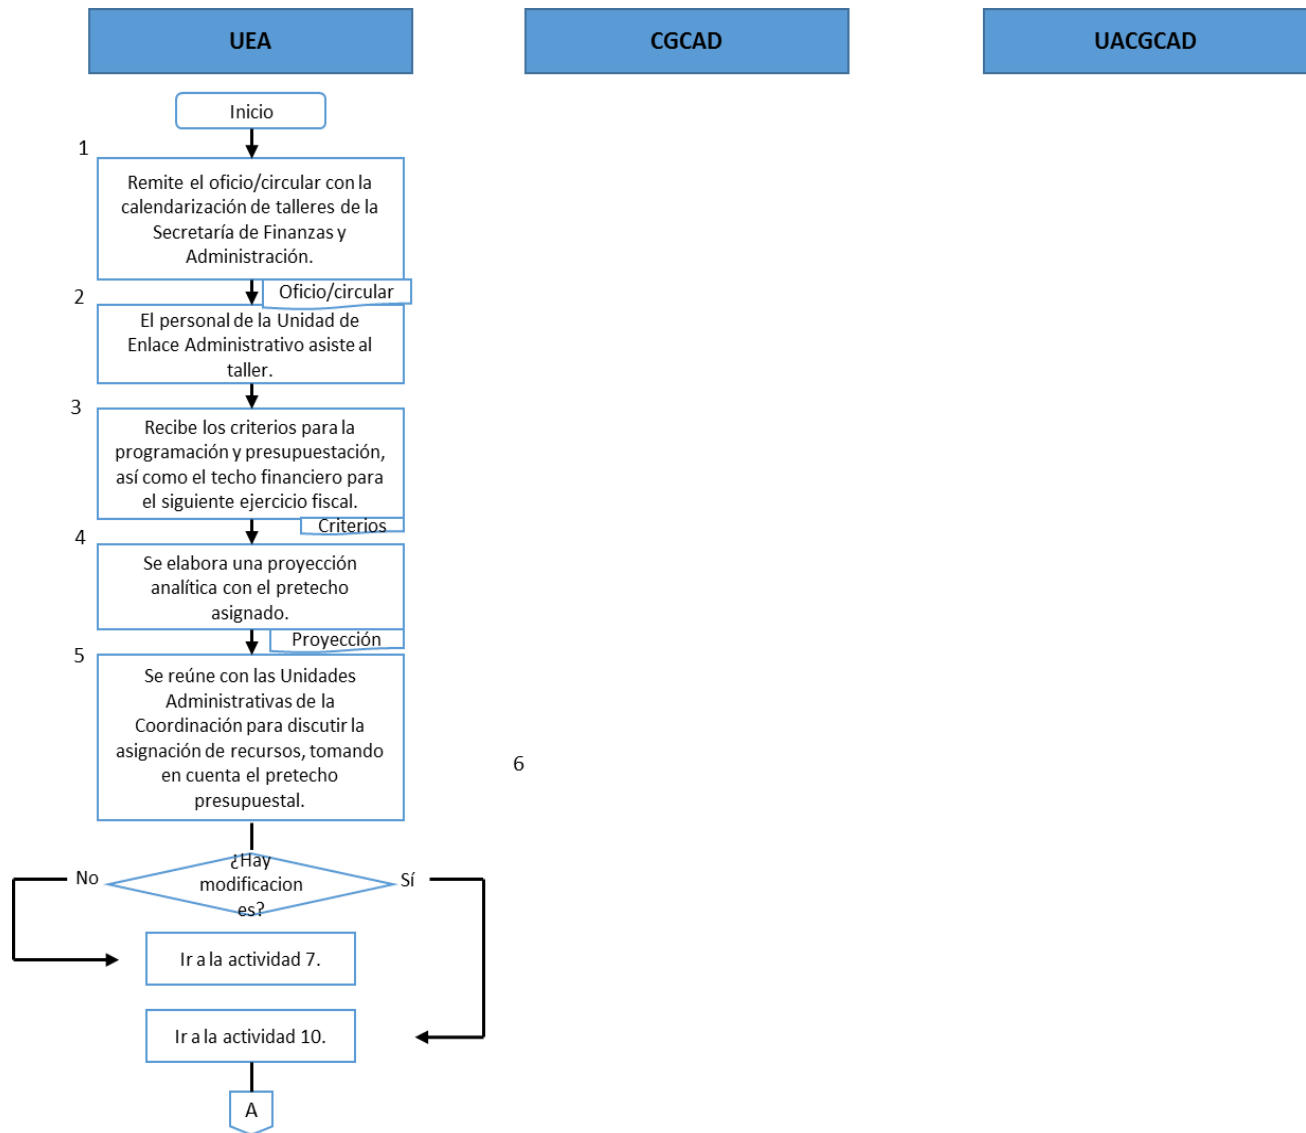 UEA
CGCAD
UACGCAD
Inicio
1
Remite el oficio/circular con la
calendarización de talleres de la
Secretaría de Finanzas y
Administración.
Oficio/circular
2
El personal de la Unidad de
Enlace Administrativo asiste al
taller.
3
Recibe los criterios para la
programación y presupuestación,
así como el techo financiero para
el siguiente ejercicio fiscal.
Criterios
4
Se elabora una proyección
analítica con el pretecho
asignado.
Proyección
5
Se reúne con las Unidades
Administrativas de la
Coordinación para discutir la
asignación de recursos, tomando
en cuenta el pretecho
presupuestal.
6
¿Hay
modificacion
es?
No
Sí
Ir a la actividad 7.
Ir a la actividad 10.
A